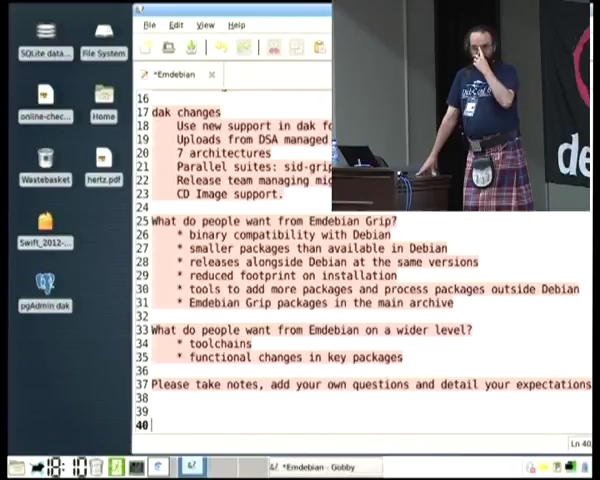 File Edit View Help
*Emdebian
SQLite data...
File System
online-chec...
Home
Wastebasket
hertz.pdf
Swift_2012-...
pgAdmin dak
16
17 dak changes
18 Use new support in dak
19 Uploads from DSA managed
20 7 architectures
21 Parallel suites: sid-grip
22 Release team managing
23 CD Image support.
24
25 What do people want from Emdebian Grip?
26 * binary compatibility with Debian
27 * smaller packages than available in Debian
28 * releases alongside Debian at the same versions
29 * reduced footprint on installation
30 * tools to add more packages and process packages outside Debian
31 * Emdebian Grip packages in the main archive
32
33 What do people want from Emdebian on a wider level?
34 * toolchains
35 * functional changes in key packages
36
37 Please take notes, add your own questions and detail your expectations
38
39
40
Ln 40
18:10
*Emdebian - Gobby
de